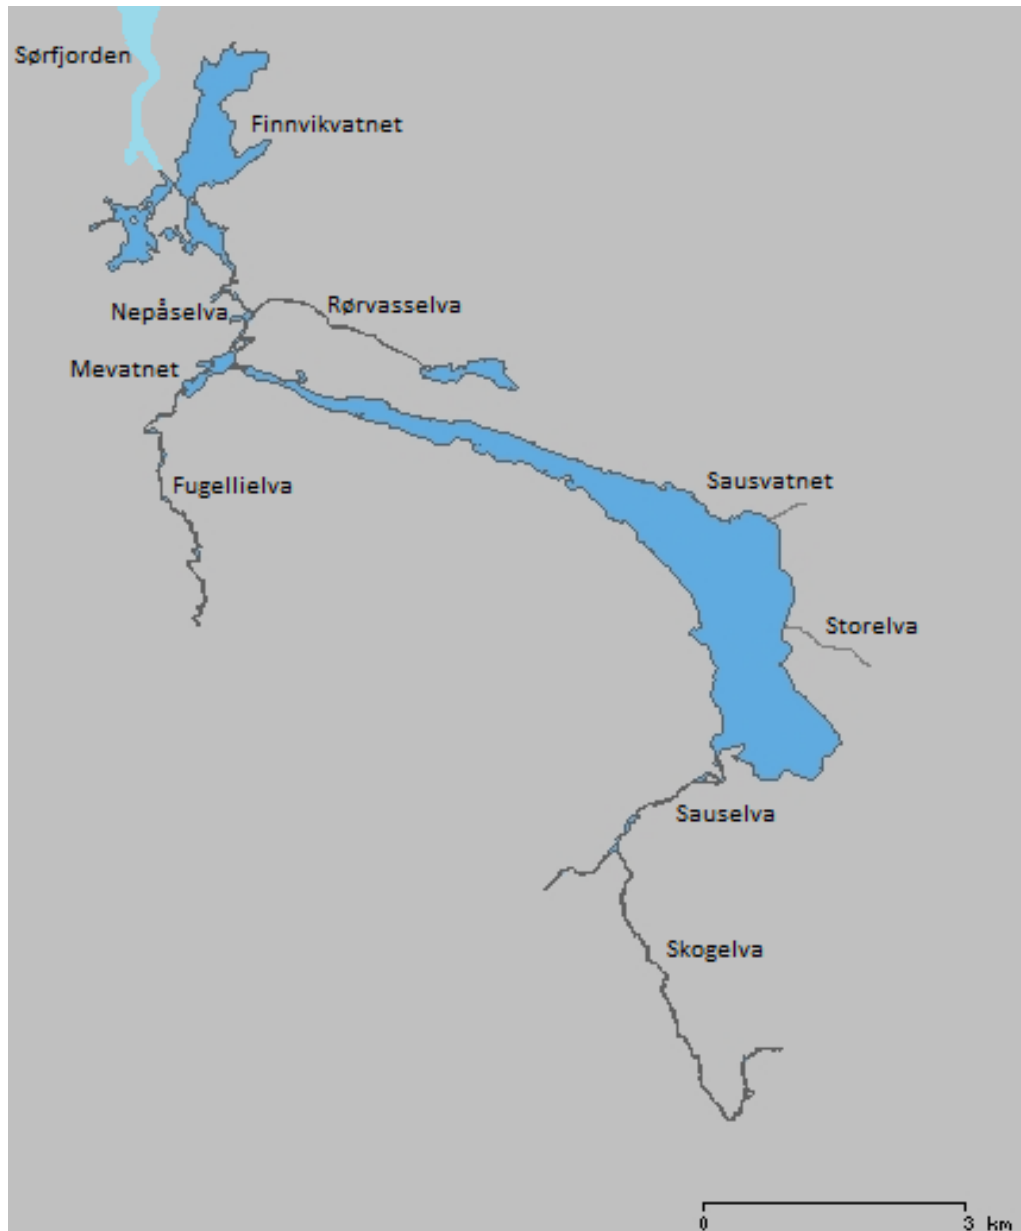 Sørfjorden
Finnvikvatnet
Nepåselva
Rørvasselva
Mevatnet
Fugellielva
Sausvatnet
Storelva
Sauselva
Skogelva
0 3 km